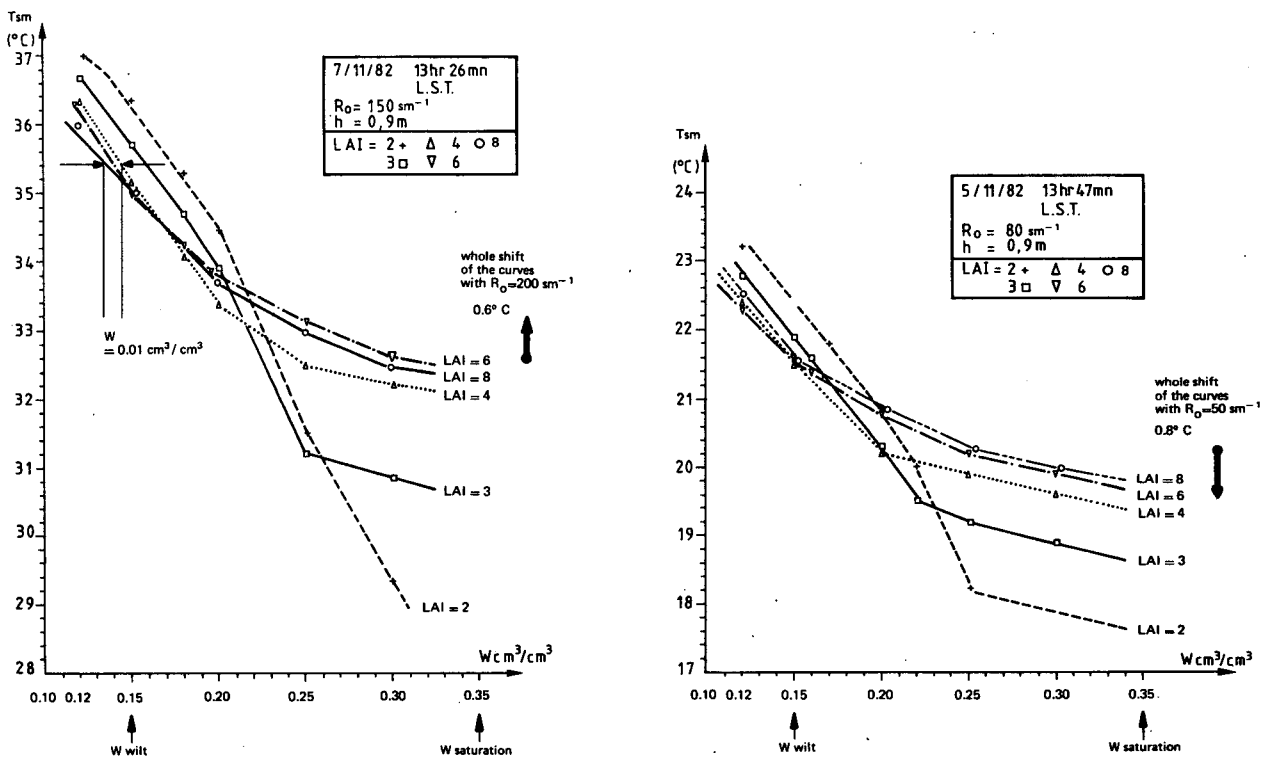 Tsm
(°C)
37
36
35
34
33
32
31
30
29
28
7/11/82 13hr 26mn
L.S.T.
Ro= 150 sm⁻¹
h = 0,9m
LAI = 2 + Δ 4 ○ 8
3 □ ∇ 6
W
= 0.01 cm³/cm³
whole shift
of the curves
with Ro=200 sm⁻¹
0.6° C
LAI = 6
LAI = 8
LAI = 4
LAI = 3
LAI = 2
W cm³/cm³
0.10 0.12 0.15 0.20 0.25 0.30 0.35
W wilt
W saturation
Tsm
(°C)
24
23
22
21
20
19
18
17
5/11/82 13hr47mn
L.S.T.
Ro = 80 sm⁻¹
h = 0,9m
LAI = 2 + Δ 4 ○ 8
3 □ ∇ 6
whole shift
of the curves
with Ro=50 sm⁻¹
0.8° C
LAI = 8
LAI = 6
LAI = 4
LAI = 3
LAI = 2
W cm³/cm³
0.10 0.12 0.15 0.20 0.25 0.30 0.35
W wilt
W saturation